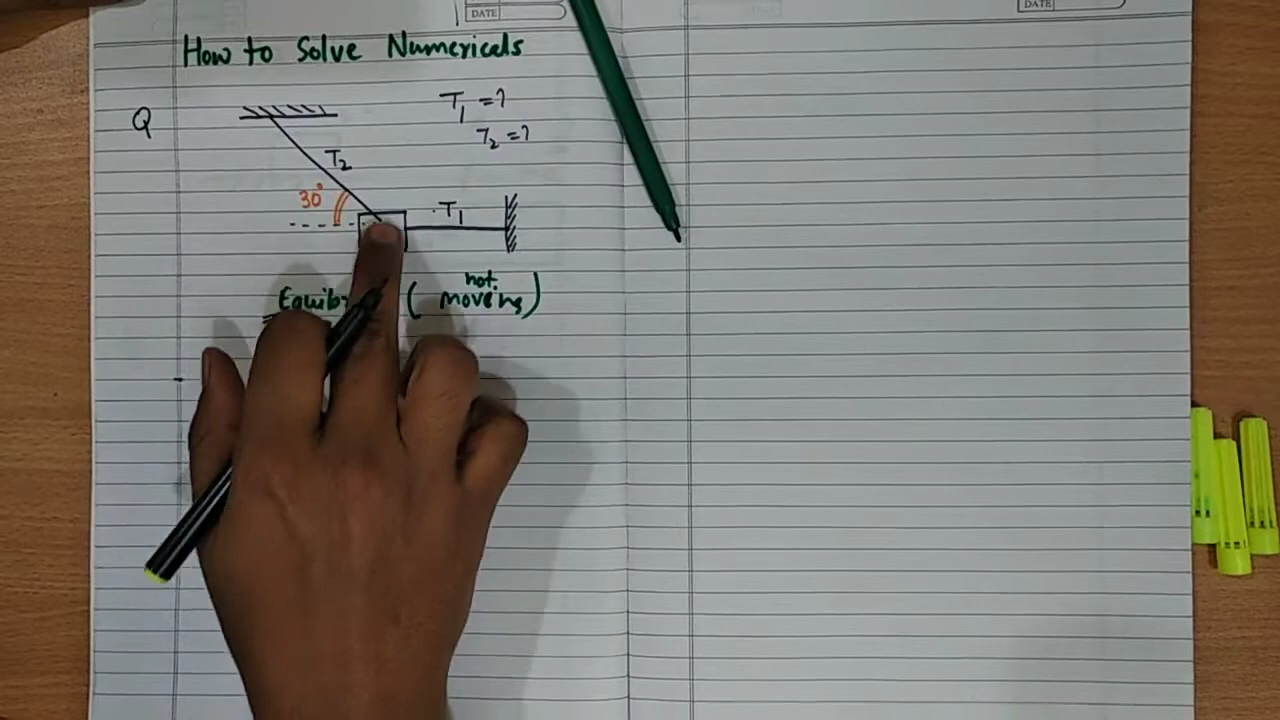 DATE
DATE
How to Solve Numericals
Q
T1 = ?
T2 = ?
T2
30°
T1
not
( moving )